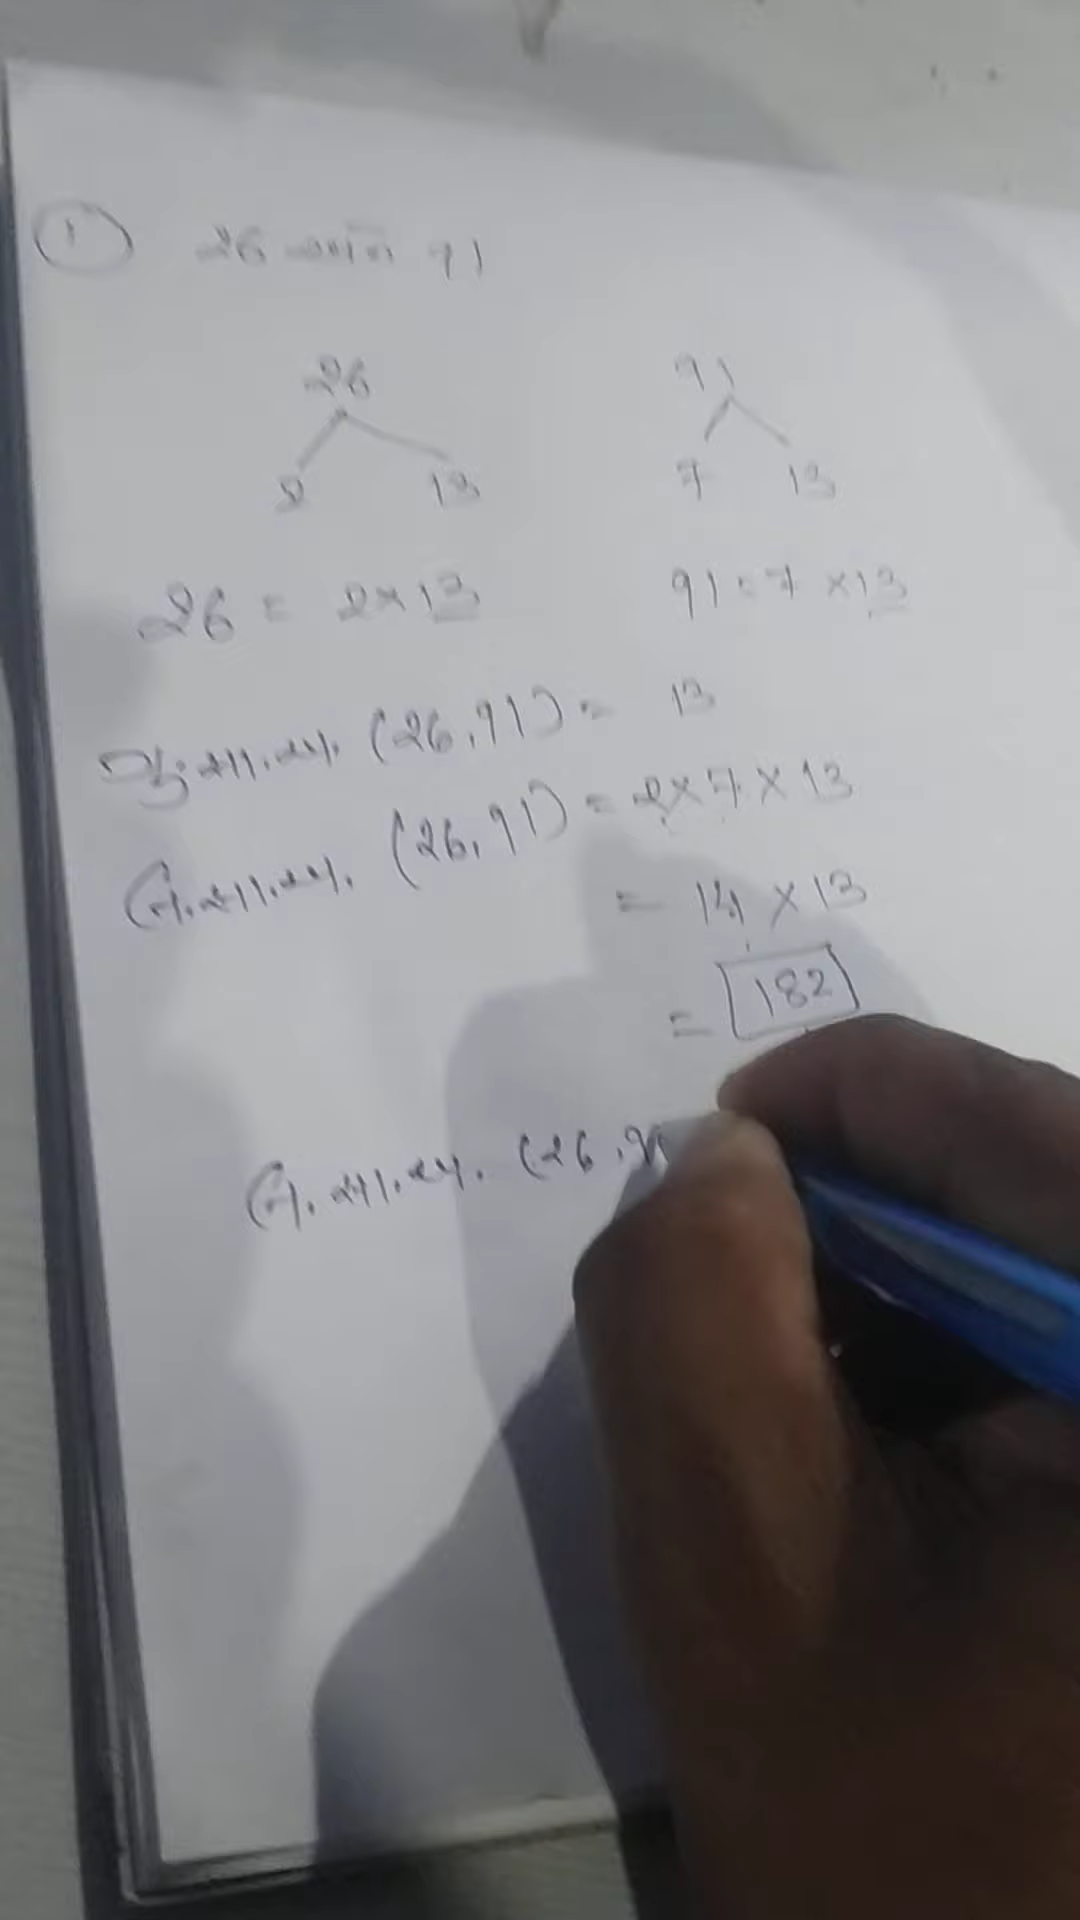 1 26 અને 91
26 91
2 13 7 13
26 = 2 × 13 91 = 7 × 13
ગુ.સા.અ. (26, 91) = 13
લ.સા.અ. (26, 91) = 2 × 7 × 13
= 14 × 13
= 182
લ.સા.અ. (26, 91